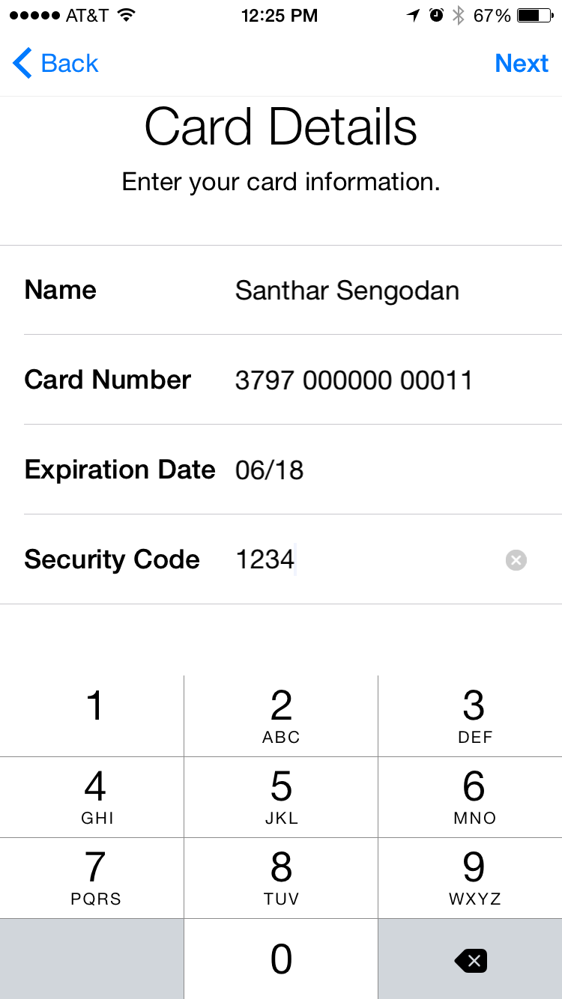 AT&T 12:25 PM 67%
Back Next
Card Details
Enter your card information.
Name Santhar Sengodan
Card Number 3797 000000 00011
Expiration Date 06/18
Security Code 1234
1 2 3
ABC DEF
4 5 6
GHI JKL MNO
7 8 9
PQRS TUV WXYZ
0